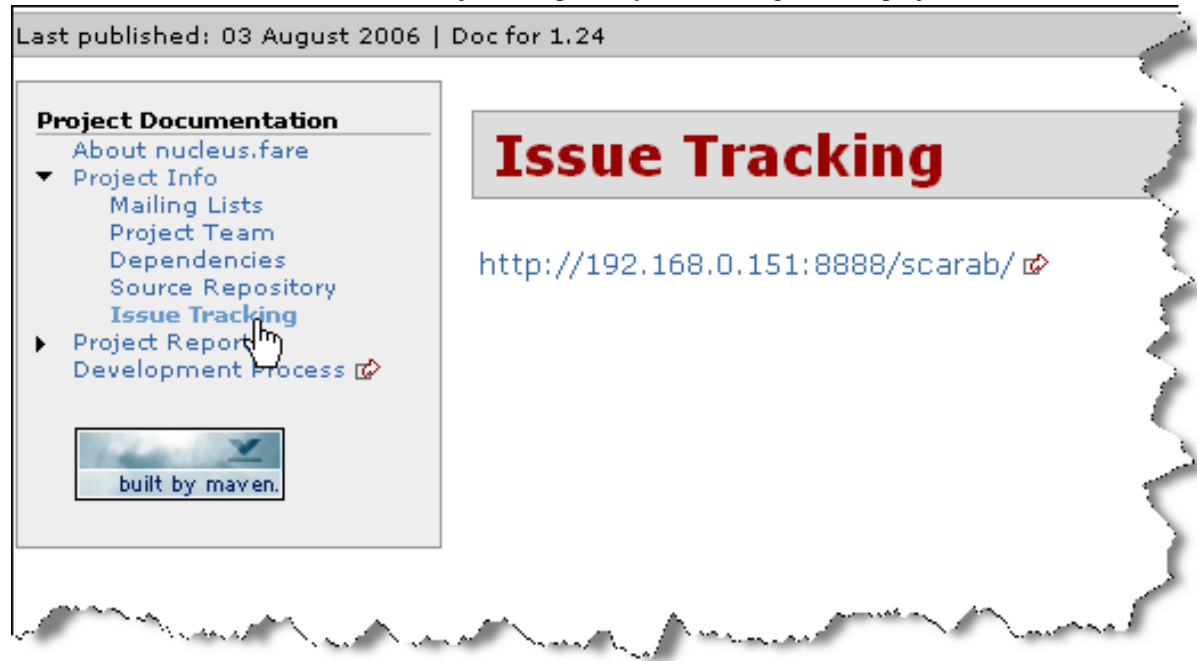 Last published: 03 August 2006 | Doc for 1.24
Project Documentation
About nucleus.fare
Project Info
Mailing Lists
Project Team
Dependencies
Source Repository
Issue Tracking
Project Report
Development Process
built by maven.
Issue Tracking
http://192.168.0.151:8888/scarab/